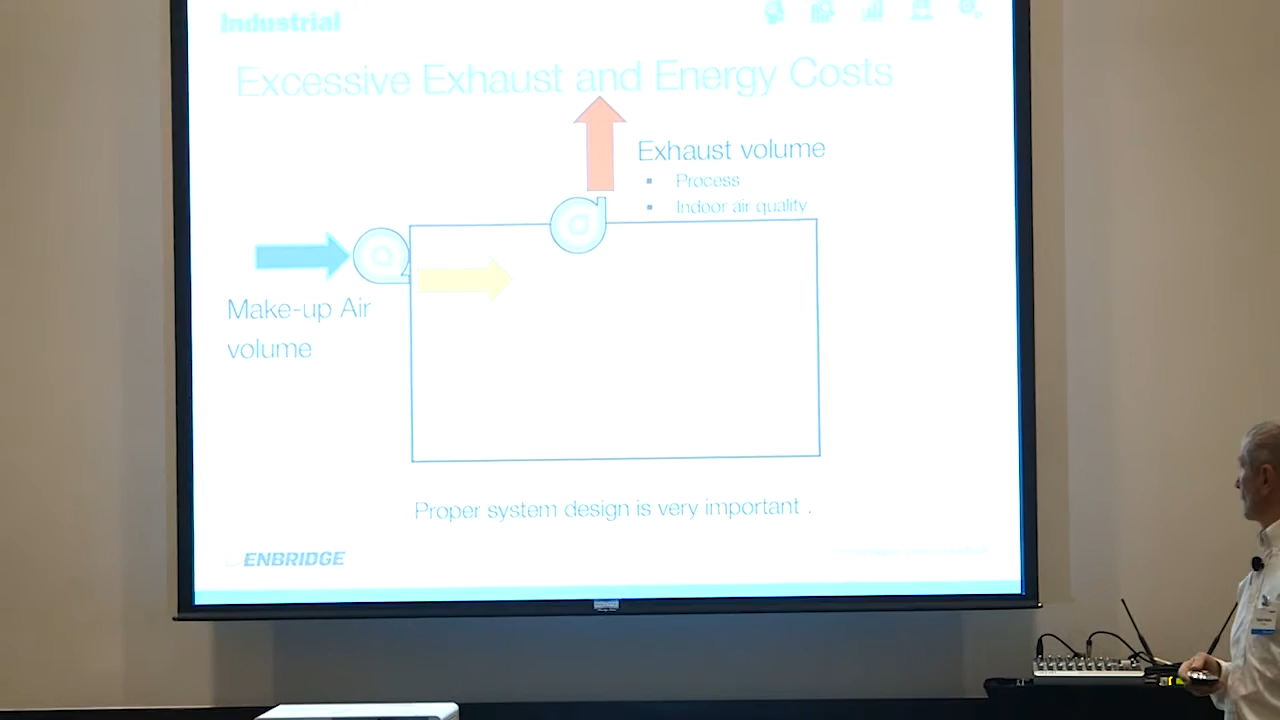 Industrial
Excessive Exhaust and Energy Costs
Exhaust volume
▪ Process
▪ Indoor air quality
Make-up Air
volume
Proper system design is very important .
ENBRIDGE